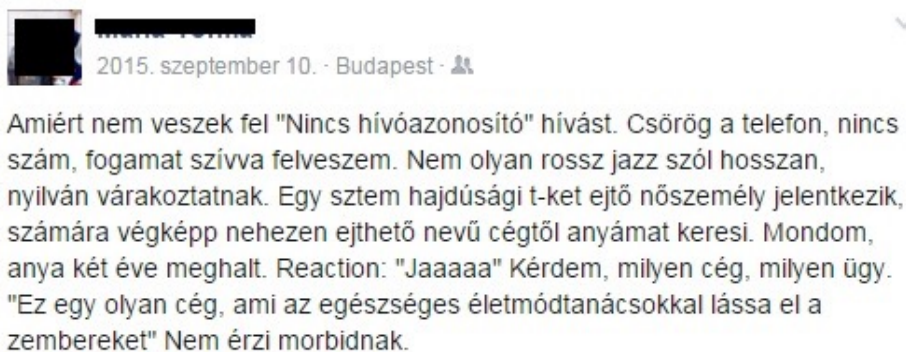 2015. szeptember 10. · Budapest ·
Amiért nem veszek fel "Nincs hívóazonosító" hívást. Csörög a telefon, nincs
szám, fogamat szívva felveszem. Nem olyan rossz jazz szól hosszan,
nyilván várakoztatnak. Egy sztem hajdúsági t-ket ejtő nőszemély jelentkezik,
számára végképp nehezen ejthető nevű cégtől anyámat keresi. Mondom,
anya két éve meghalt. Reaction: "Jaaaaa" Kérdem, milyen cég, milyen ügy.
"Ez egy olyan cég, ami az egészséges életmódtanácsokkal lássa el a
zembereket" Nem érzi morbidnak.